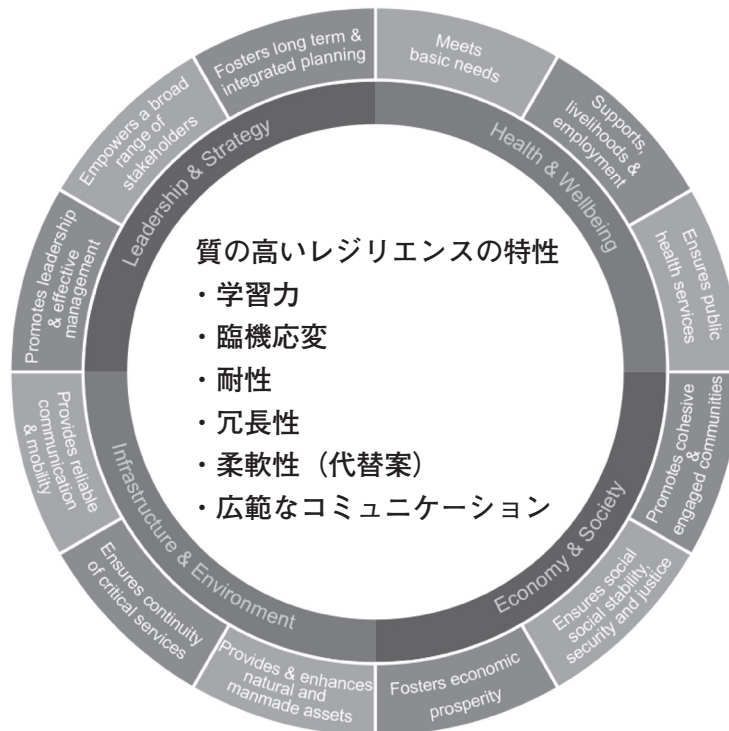 Fosters long term &
integrated planning
Meets
basic needs
Empowers a broad
range of
stakeholders
Supports,
livelihoods &
employment
Leadership & Strategy
Health & Wellbeing
Promotes leadership
& effective
management
Ensures public
health services
質の高いレジリエンスの特性
・学習力
・臨機応変
・耐性
・冗長性
・柔軟性（代替案）
・広範なコミュニケーション
Provides reliable
communication
& mobility
Promotes cohesive
&
engaged communities
Infrastructure & Environment
Economy & Society
Ensures continuity
of critical services
Ensures social
social stability,
security and justice
Provides & enhances
natural and
manmade assets
Fosters economic
prosperity